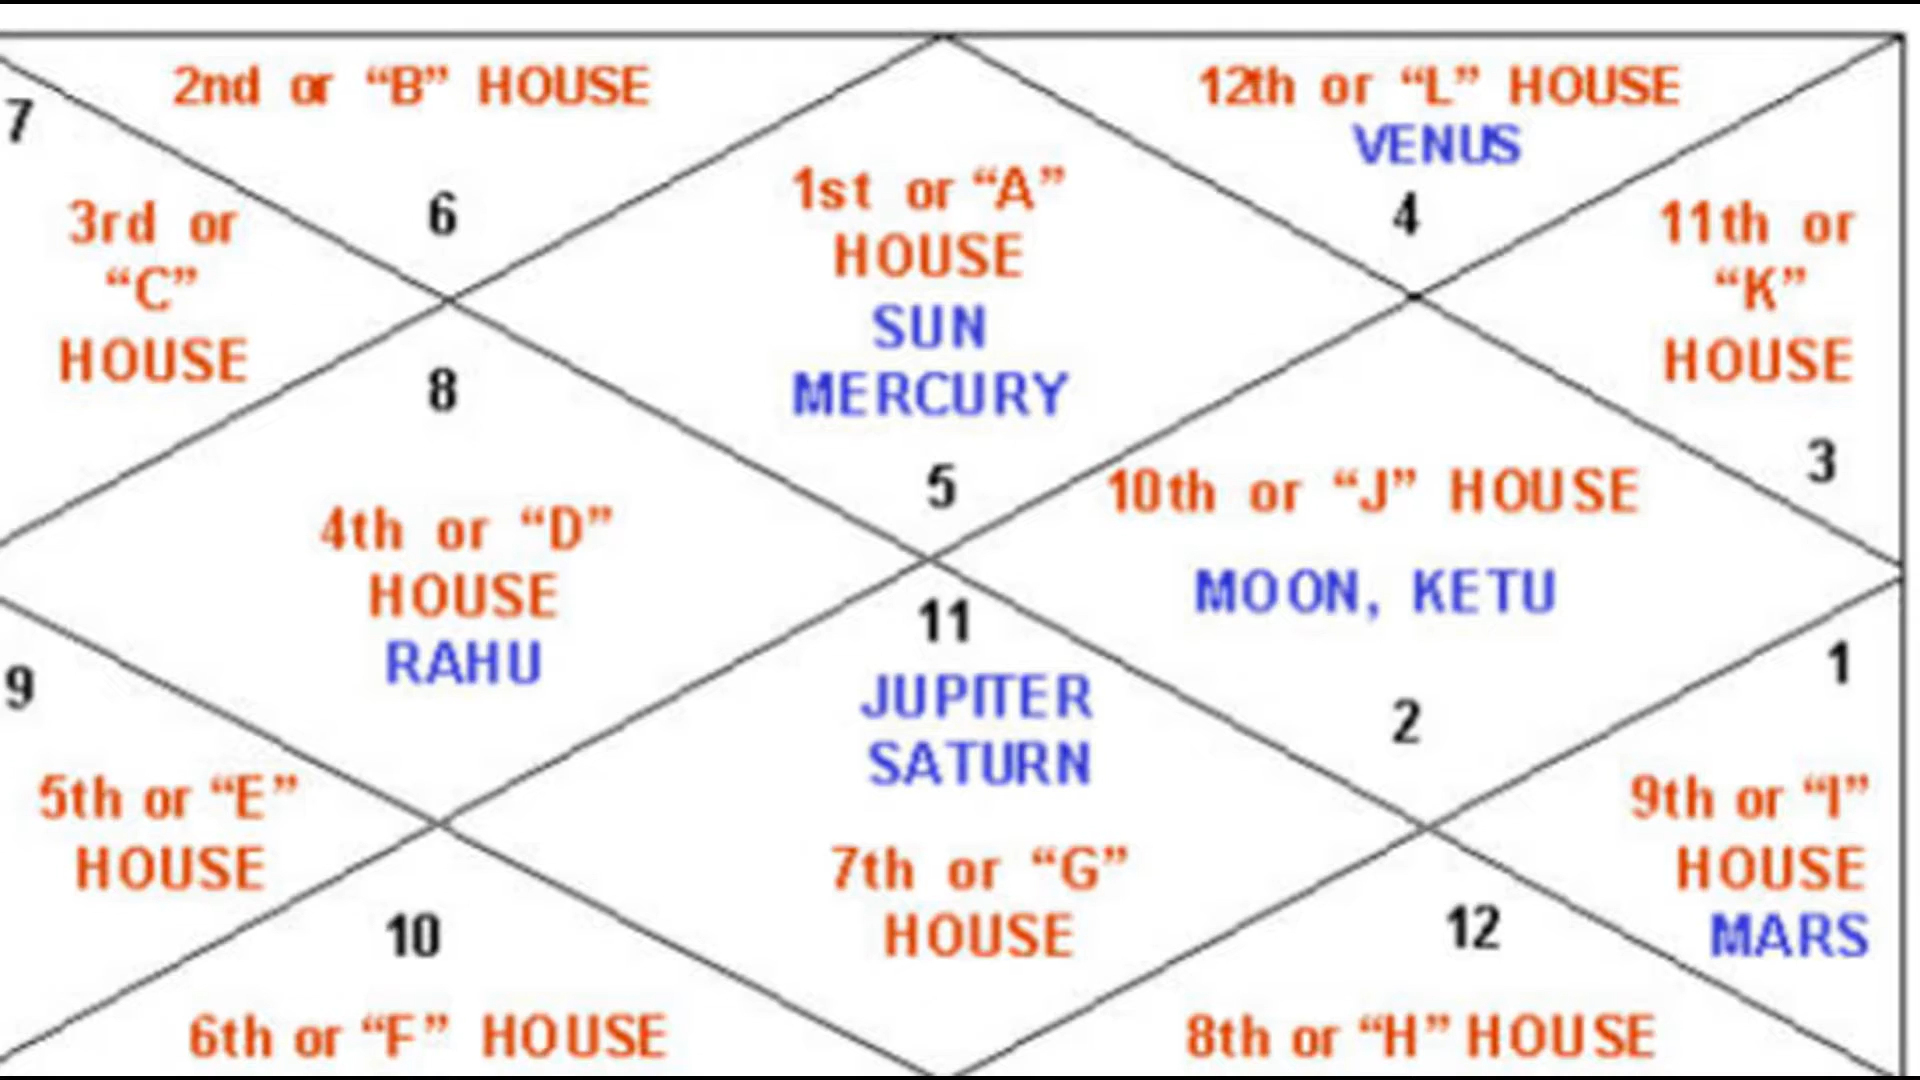 2nd or “B” HOUSE
6
7
3rd or
“C”
HOUSE
1st or “A”
HOUSE
SUN
MERCURY
5
12th or “L” HOUSE
VENUS
4
11th or
“K”
HOUSE
3
8
4th or “D”
HOUSE
RAHU
10th or “J” HOUSE
MOON, KETU
2
11
JUPITER
SATURN
7th or “G”
HOUSE
9
5th or “E”
HOUSE
1
9th or “I”
HOUSE
MARS
10
6th or “F” HOUSE
12
8th or “H” HOUSE